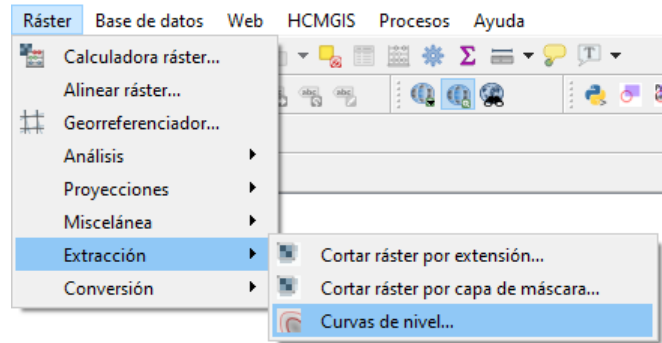 Ráster Base de datos Web HCMGIS Procesos Ayuda
Calculadora ráster...
Alinear ráster...
Georreferenciador...
Análisis
Proyecciones
Miscelánea
Extracción
Conversión
Cortar ráster por extensión...
Cortar ráster por capa de máscara...
Curvas de nivel...